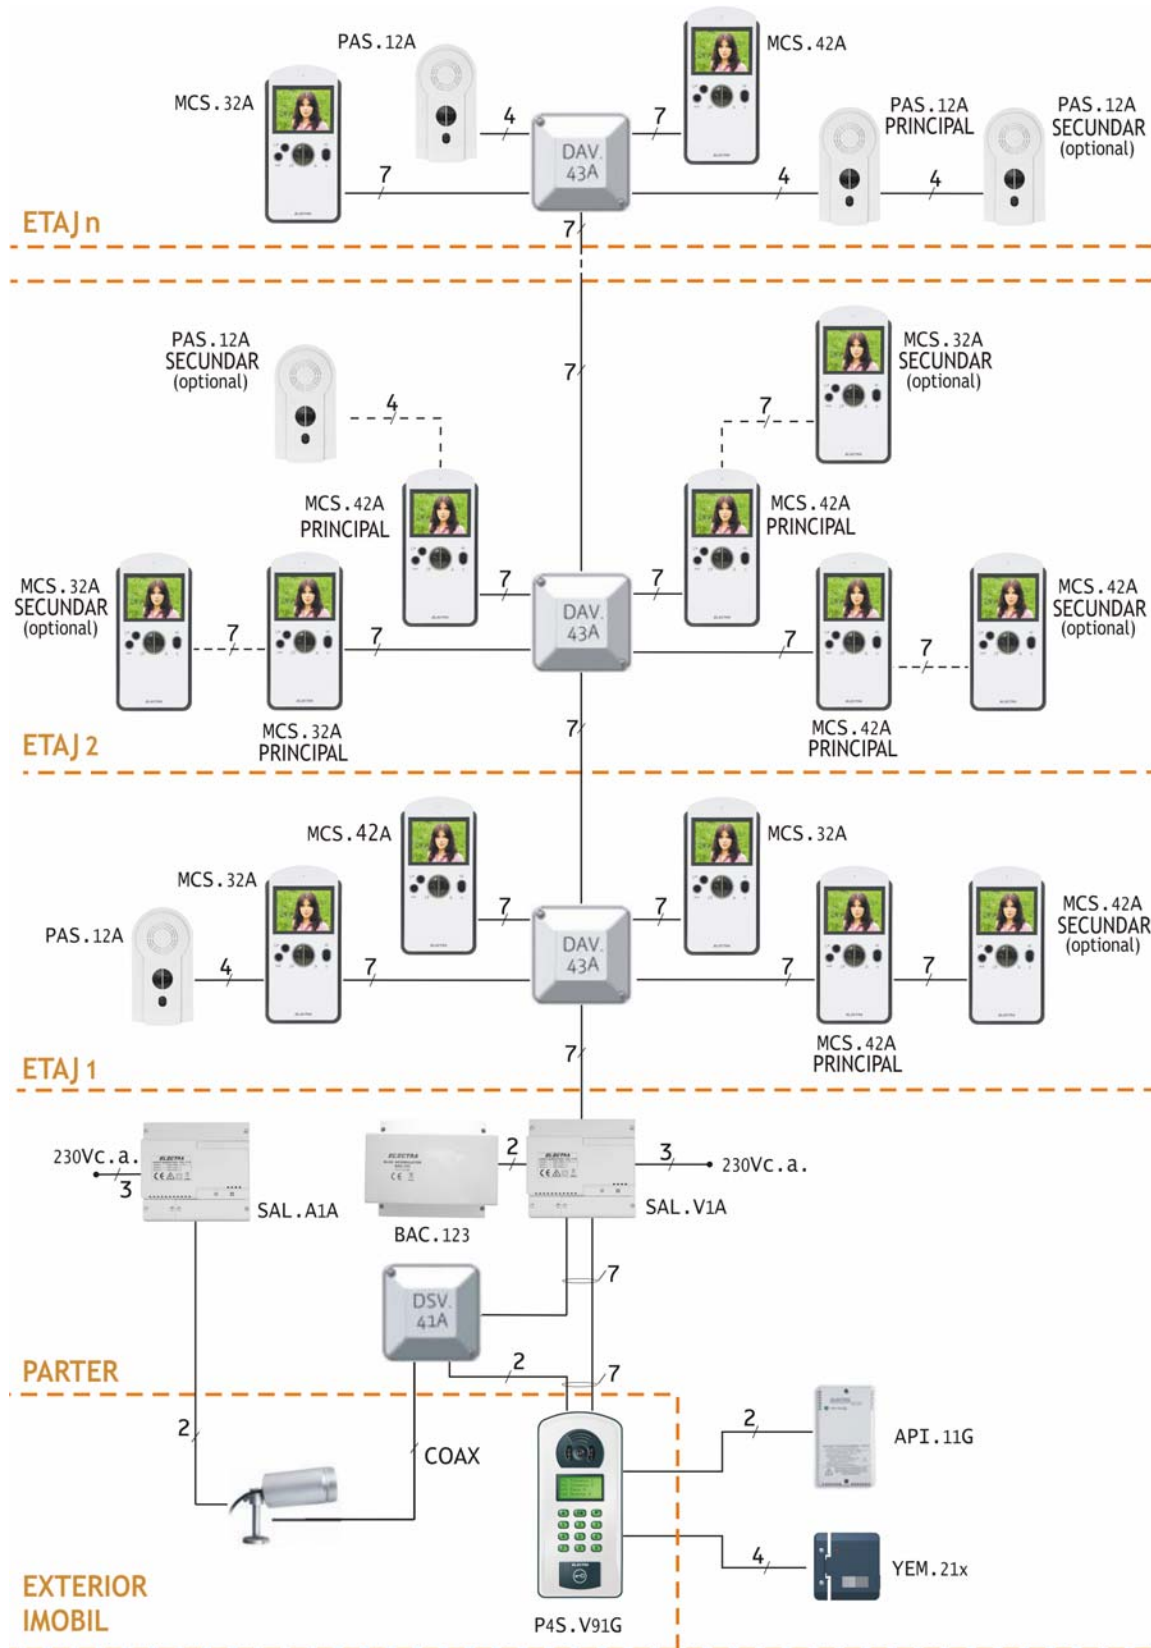 PAS.12A
MCS.42A
MCS.32A
PAS.12A
PRINCIPAL
PAS.12A
SECUNDAR
(optional)
4
7
DAV.
43A
7
4
4
ETAJ n
7
PAS.12A
SECUNDAR
(optional)
MCS.32A
SECUNDAR
(optional)
7
4
7
MCS.42A
PRINCIPAL
MCS.42A
PRINCIPAL
MCS.32A
SECUNDAR
(optional)
7
7
DAV.
43A
MCS.42A
SECUNDAR
(optional)
7
7
7
7
MCS.32A
PRINCIPAL
MCS.42A
PRINCIPAL
7
ETAJ 2
MCS.42A
MCS.32A
MCS.32A
MCS.42A
SECUNDAR
(optional)
PAS.12A
7
7
DAV.
43A
4
7
7
7
MCS.42A
PRINCIPAL
7
ETAJ 1
230Vc.a.
3
ELECTRA
SAL.A1A
ELECTRA
BAC.123
2
ELECTRA
SAL.V1A
3
230Vc.a.
7
DSV.
41A
2
7
PARTER
2
COAX
2
API.11G
4
YEM.21x
EXTERIOR
IMOBIL
P4S.V91G